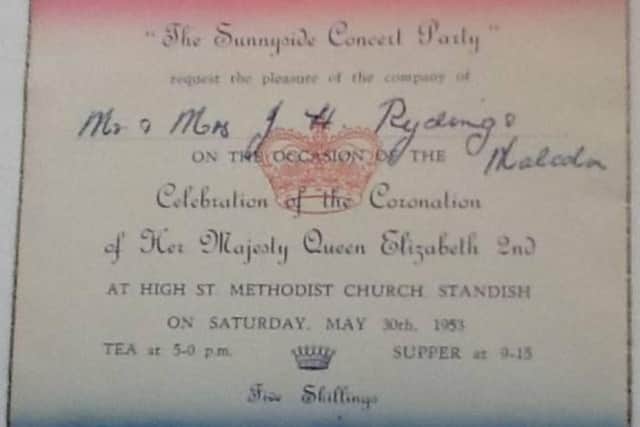 "The Sunnyside Concert Party"
request the pleasure of the company of
Mr & Mrs J H. Rydings &
Malcolm
ON THE OCCASION OF THE
Celebration of the Coronation
of Her Majesty Queen Elizabeth 2nd
AT HIGH ST. METHODIST CHURCH STANDISH
ON SATURDAY, MAY 30th, 1953
TEA at 5-0 p.m. SUPPER at 9-15
Five Shillings